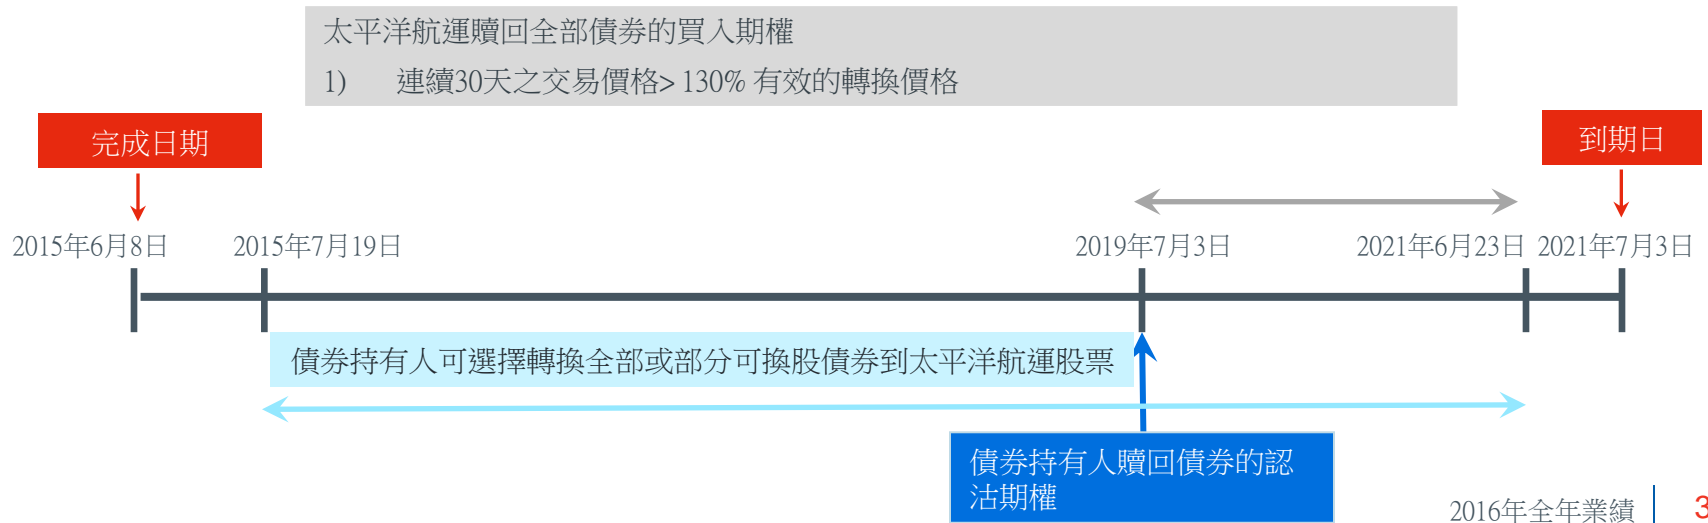 太平洋航運贖回全部債券的買入期權
1) 連續30天之交易價格> 130% 有效的轉換價格
完成日期
到期日
2015年6月8日
2015年7月19日
2019年7月3日
2021年6月23日
2021年7月3日
債券持有人可選擇轉換全部或部分可換股債券到太平洋航運股票
債券持有人贖回債券的認
沽期權
2016年全年業績
3